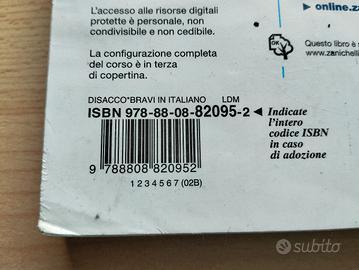 L'accesso alle risorse digitali
protette è personale, non
condivisibile e non cedibile.
La configurazione completa
del corso è in terza
di copertina.
▸ online.za
Questo libro è s
www.zanichelli
OK
DISACCO*BRAVI IN ITALIANO LDM
ISBN 978-88-08-82095-2
Indicate
l'intero
codice ISBN
in caso
di adozione
9 788808 820952
1 2 3 4 5 6 7 (02B)
subito